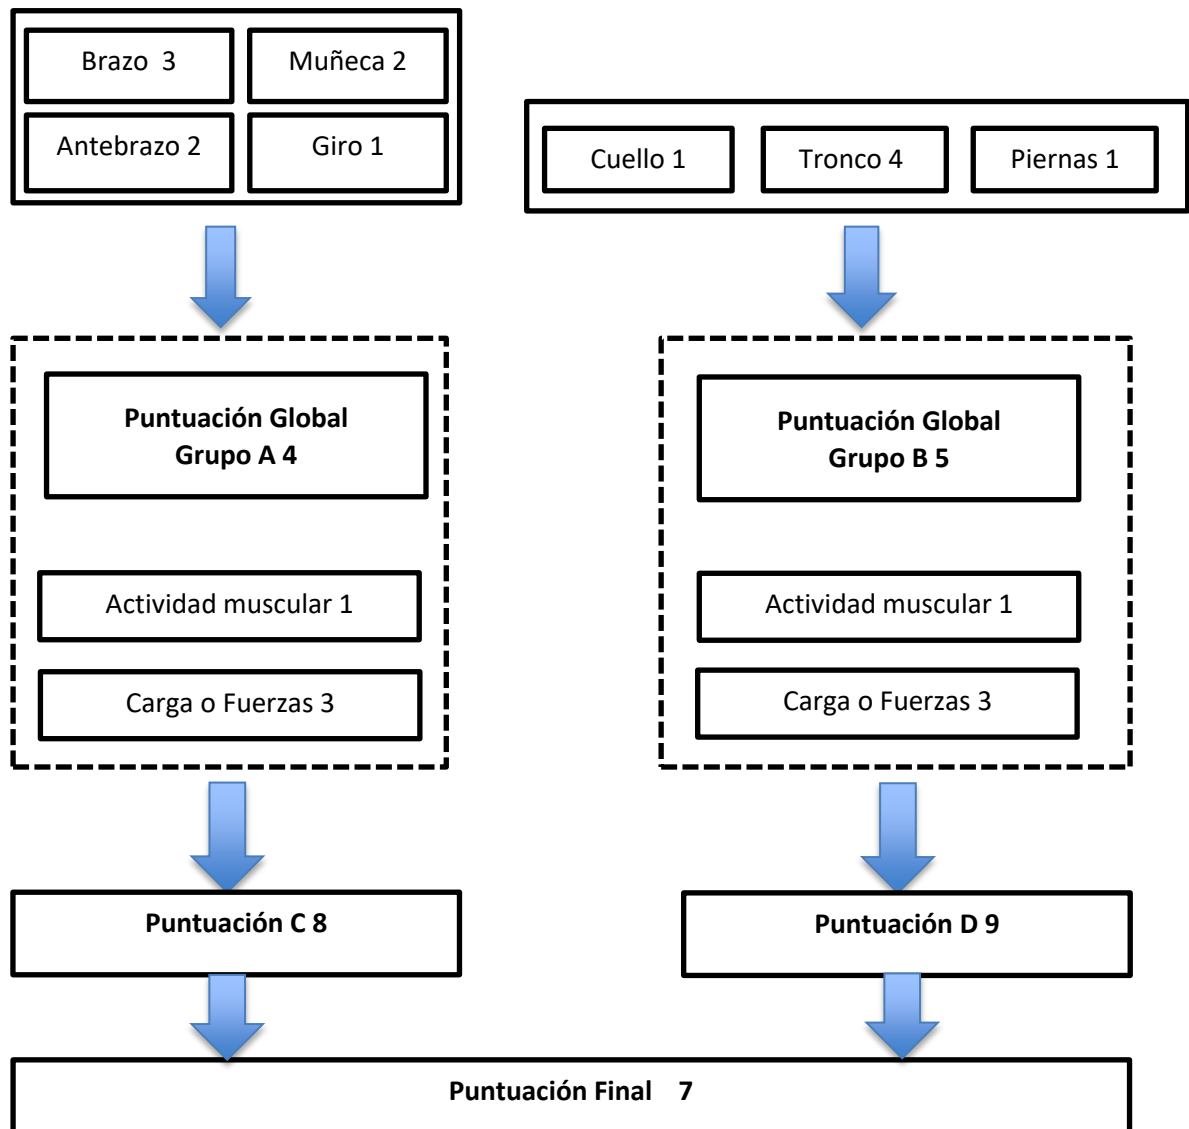 Brazo 3
Muñeca 2
Antebrazo 2
Giro 1
Cuello 1
Tronco 4
Piernas 1
Puntuación Global
Grupo A 4
Actividad muscular 1
Carga o Fuerzas 3
Puntuación Global
Grupo B 5
Actividad muscular 1
Carga o Fuerzas 3
Puntuación C 8
Puntuación D 9
Puntuación Final 7